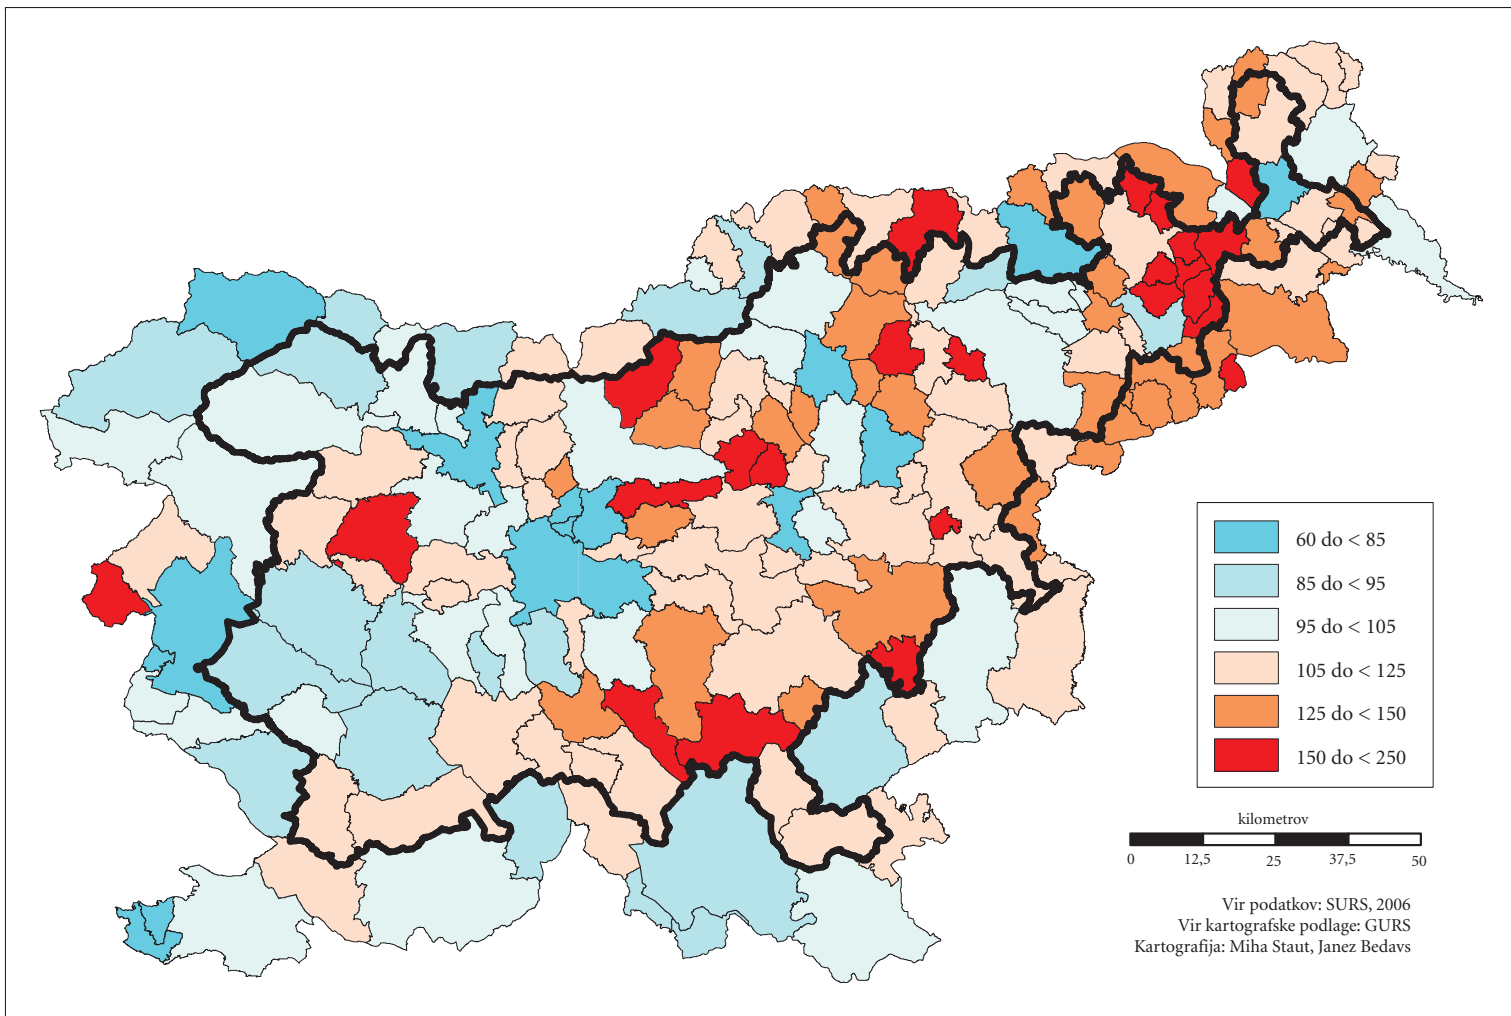 60 do < 85
85 do < 95
95 do < 105
105 do < 125
125 do < 150
150 do < 250
kilometrov
0 12,5 25 37,5 50
Vir podatkov: SURS, 2006
Vir kartografske podlage: GURS
Kartografija: Miha Staut, Janez Bedavs